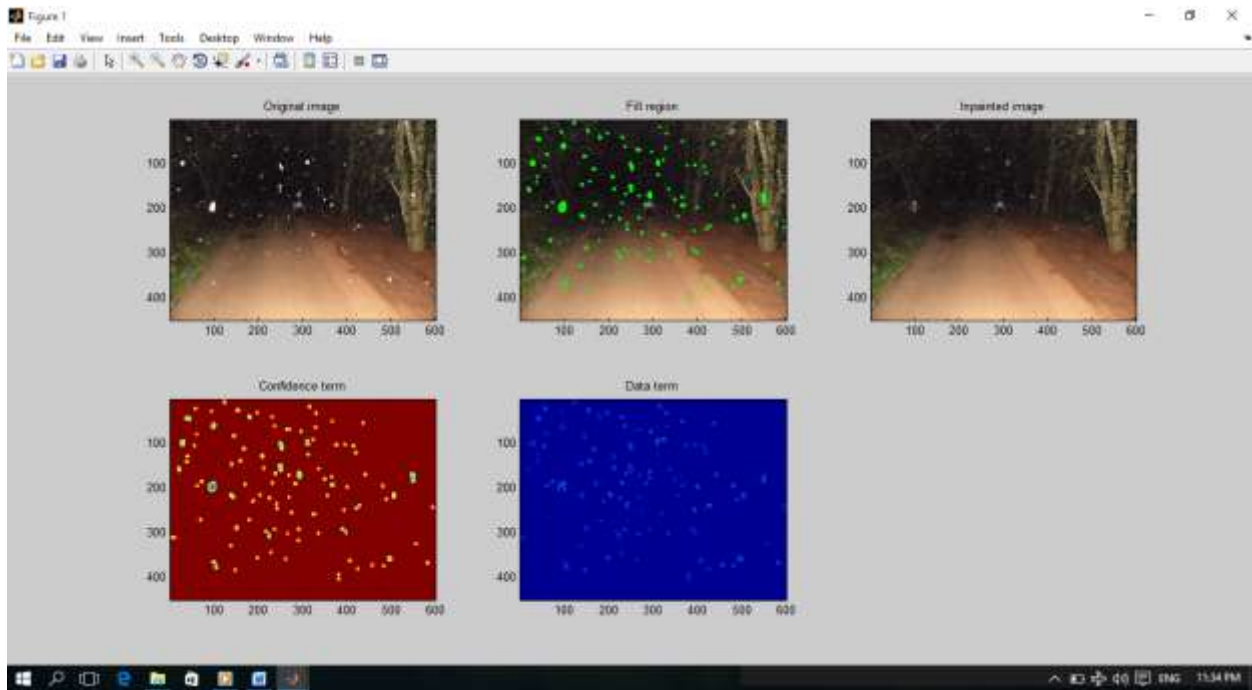 Figure 1
File Edit View Insert Tools Desktop Window Help
Original image
Fill region
Inpainted image
100
200
300
400
100 200 300 400 500 600
100
200
300
400
100 200 300 400 500 600
100
200
300
400
100 200 300 400 500 600
Confidence term
Data term
100
200
300
400
100 200 300 400 500 600
100
200
300
400
100 200 300 400 500 600
ENG 11:34 PM